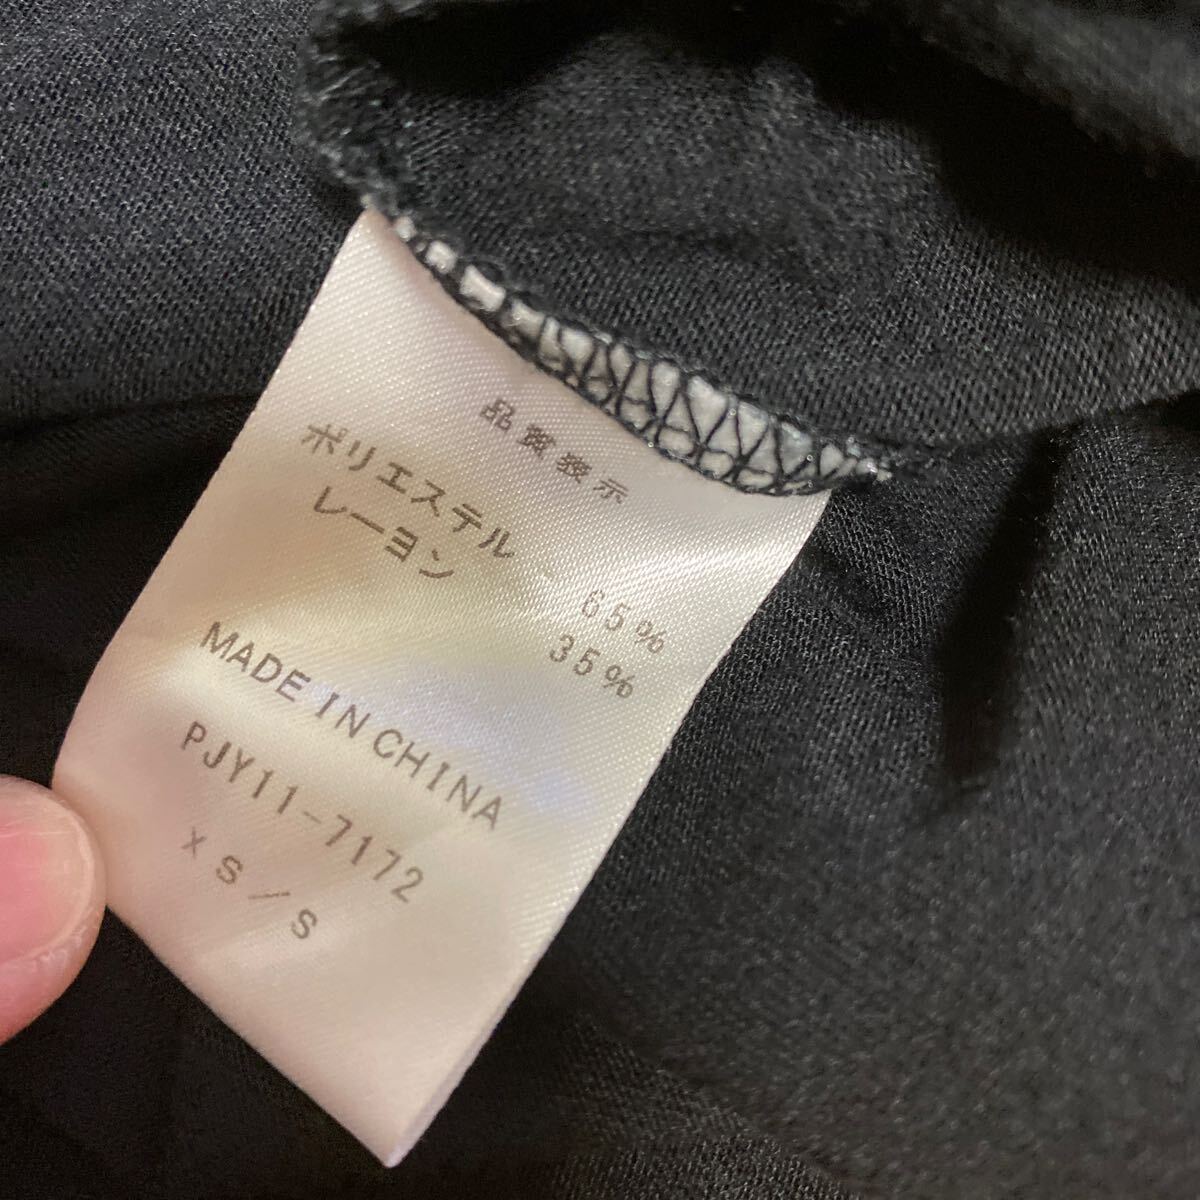 品質表示
ポリエステル 65%
レーヨン 35%
MADE IN CHINA
PJY11-7172
XS/S